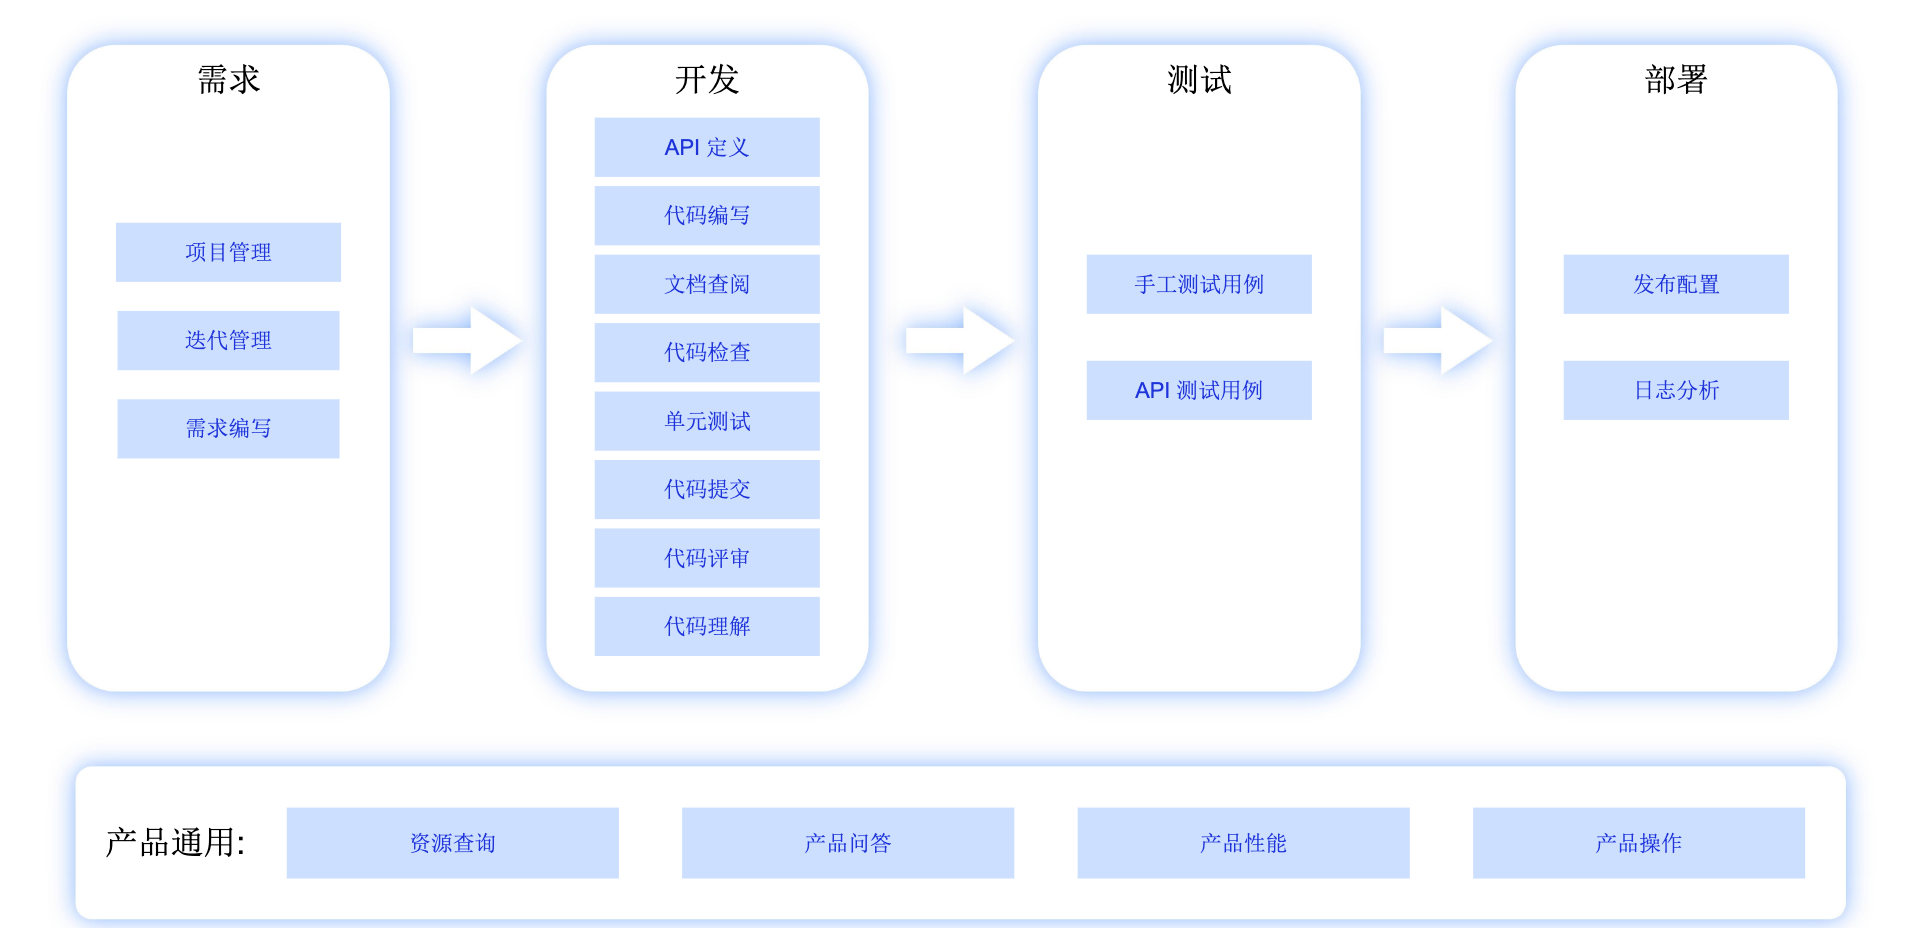 需求
项目管理
迭代管理
需求编写
开发
API 定义
代码编写
文档查阅
代码检查
单元测试
代码提交
代码评审
代码理解
测试
手工测试用例
API 测试用例
部署
发布配置
日志分析
产品通用:
资源查询
产品问答
产品性能
产品操作